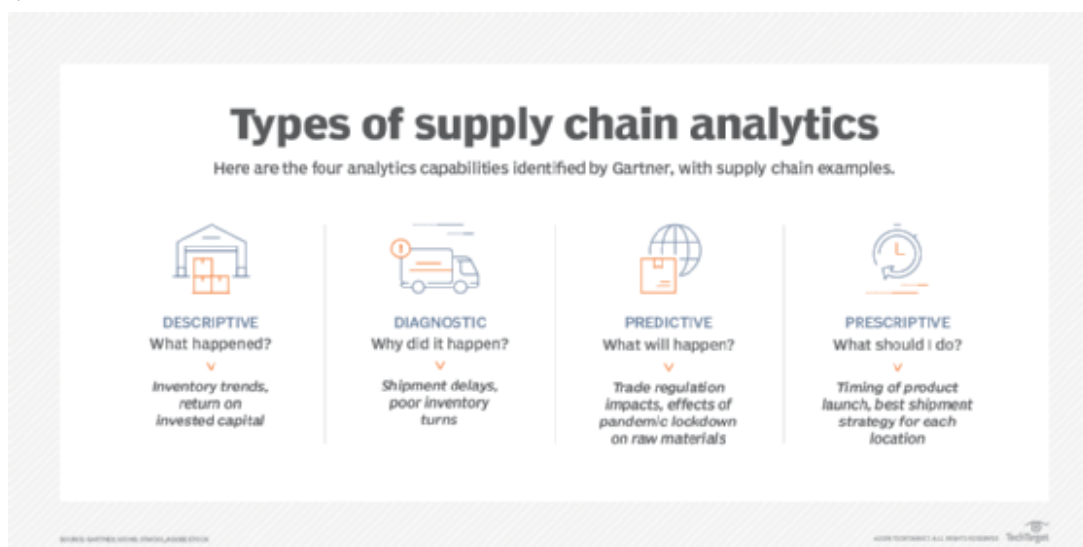 Types of supply chain analytics
Here are the four analytics capabilities identified by Gartner, with supply chain examples.
DESCRIPTIVE
What happened?
Inventory trends,
return on
invested capital
DIAGNOSTIC
Why did it happen?
Shipment delays,
poor inventory
turns
PREDICTIVE
What will happen?
Trade regulation
impacts, effects of
pandemic lockdown
on raw materials
PRESCRIPTIVE
What should I do?
Timing of product
launch, best shipment
strategy for each
location
TechTarget